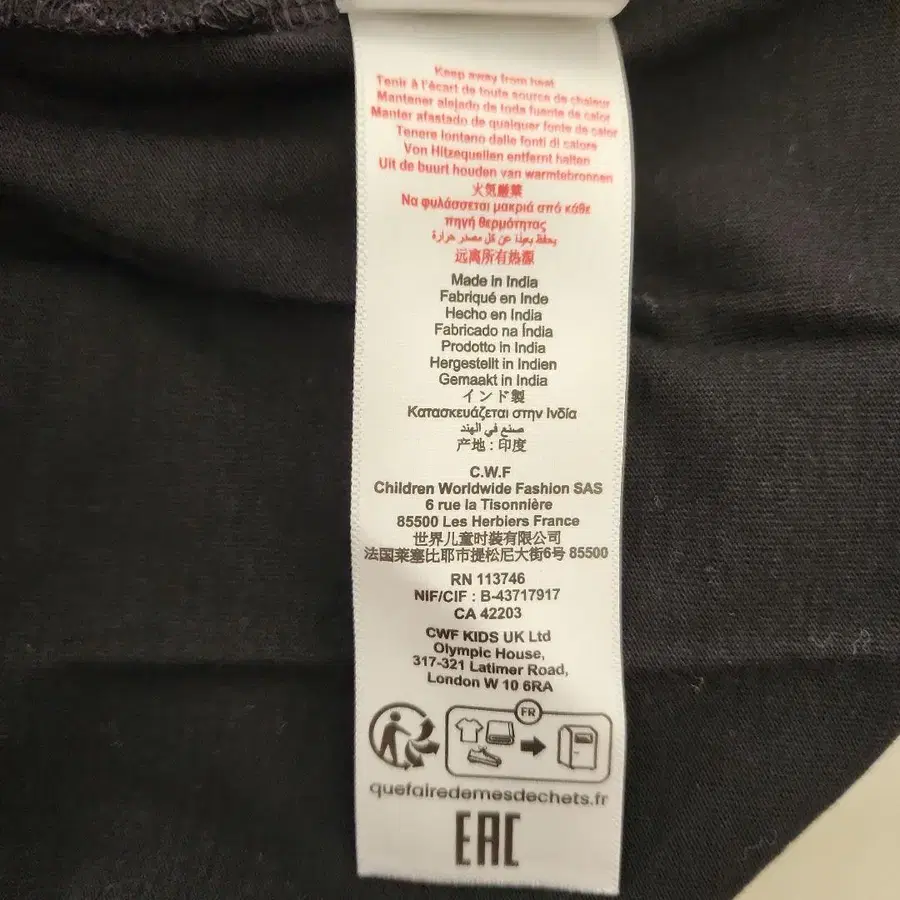 Keep away from heat
Tenir à l'écart de toute source de chaleur
Mantener alejado de toda fuente de calor
Manter afastado de qualquer fonte de calor
Tenere lontano dalle fonti di calore
Von Hitzequellen entfernt halten
Uit de buurt houden van warmtebronnen
火気厳禁
Να φυλάσσεται μακριά από κάθε
πηγή θερμότητας
يحفظ بعيدا عن كل مصدر حرارة
远离所有热源
Made in India
Fabriqué en Inde
Hecho en India
Fabricado na Índia
Prodotto in India
Hergestellt in Indien
Gemaakt in India
インド製
Κατασκευάζεται στην Ινδία
صنع في الهند
产地 : 印度
C.W.F
Children Worldwide Fashion SAS
6 rue la Tisonnière
85500 Les Herbiers France
世界儿童时装有限公司
法国莱塞比耶市提松尼大街6号 85500
RN 113746
NIF/CIF : B-43717917
CA 42203
CWF KIDS UK Ltd
Olympic House,
317-321 Latimer Road,
London W 10 6RA
FR
quefairedemesdechets.fr
EAC